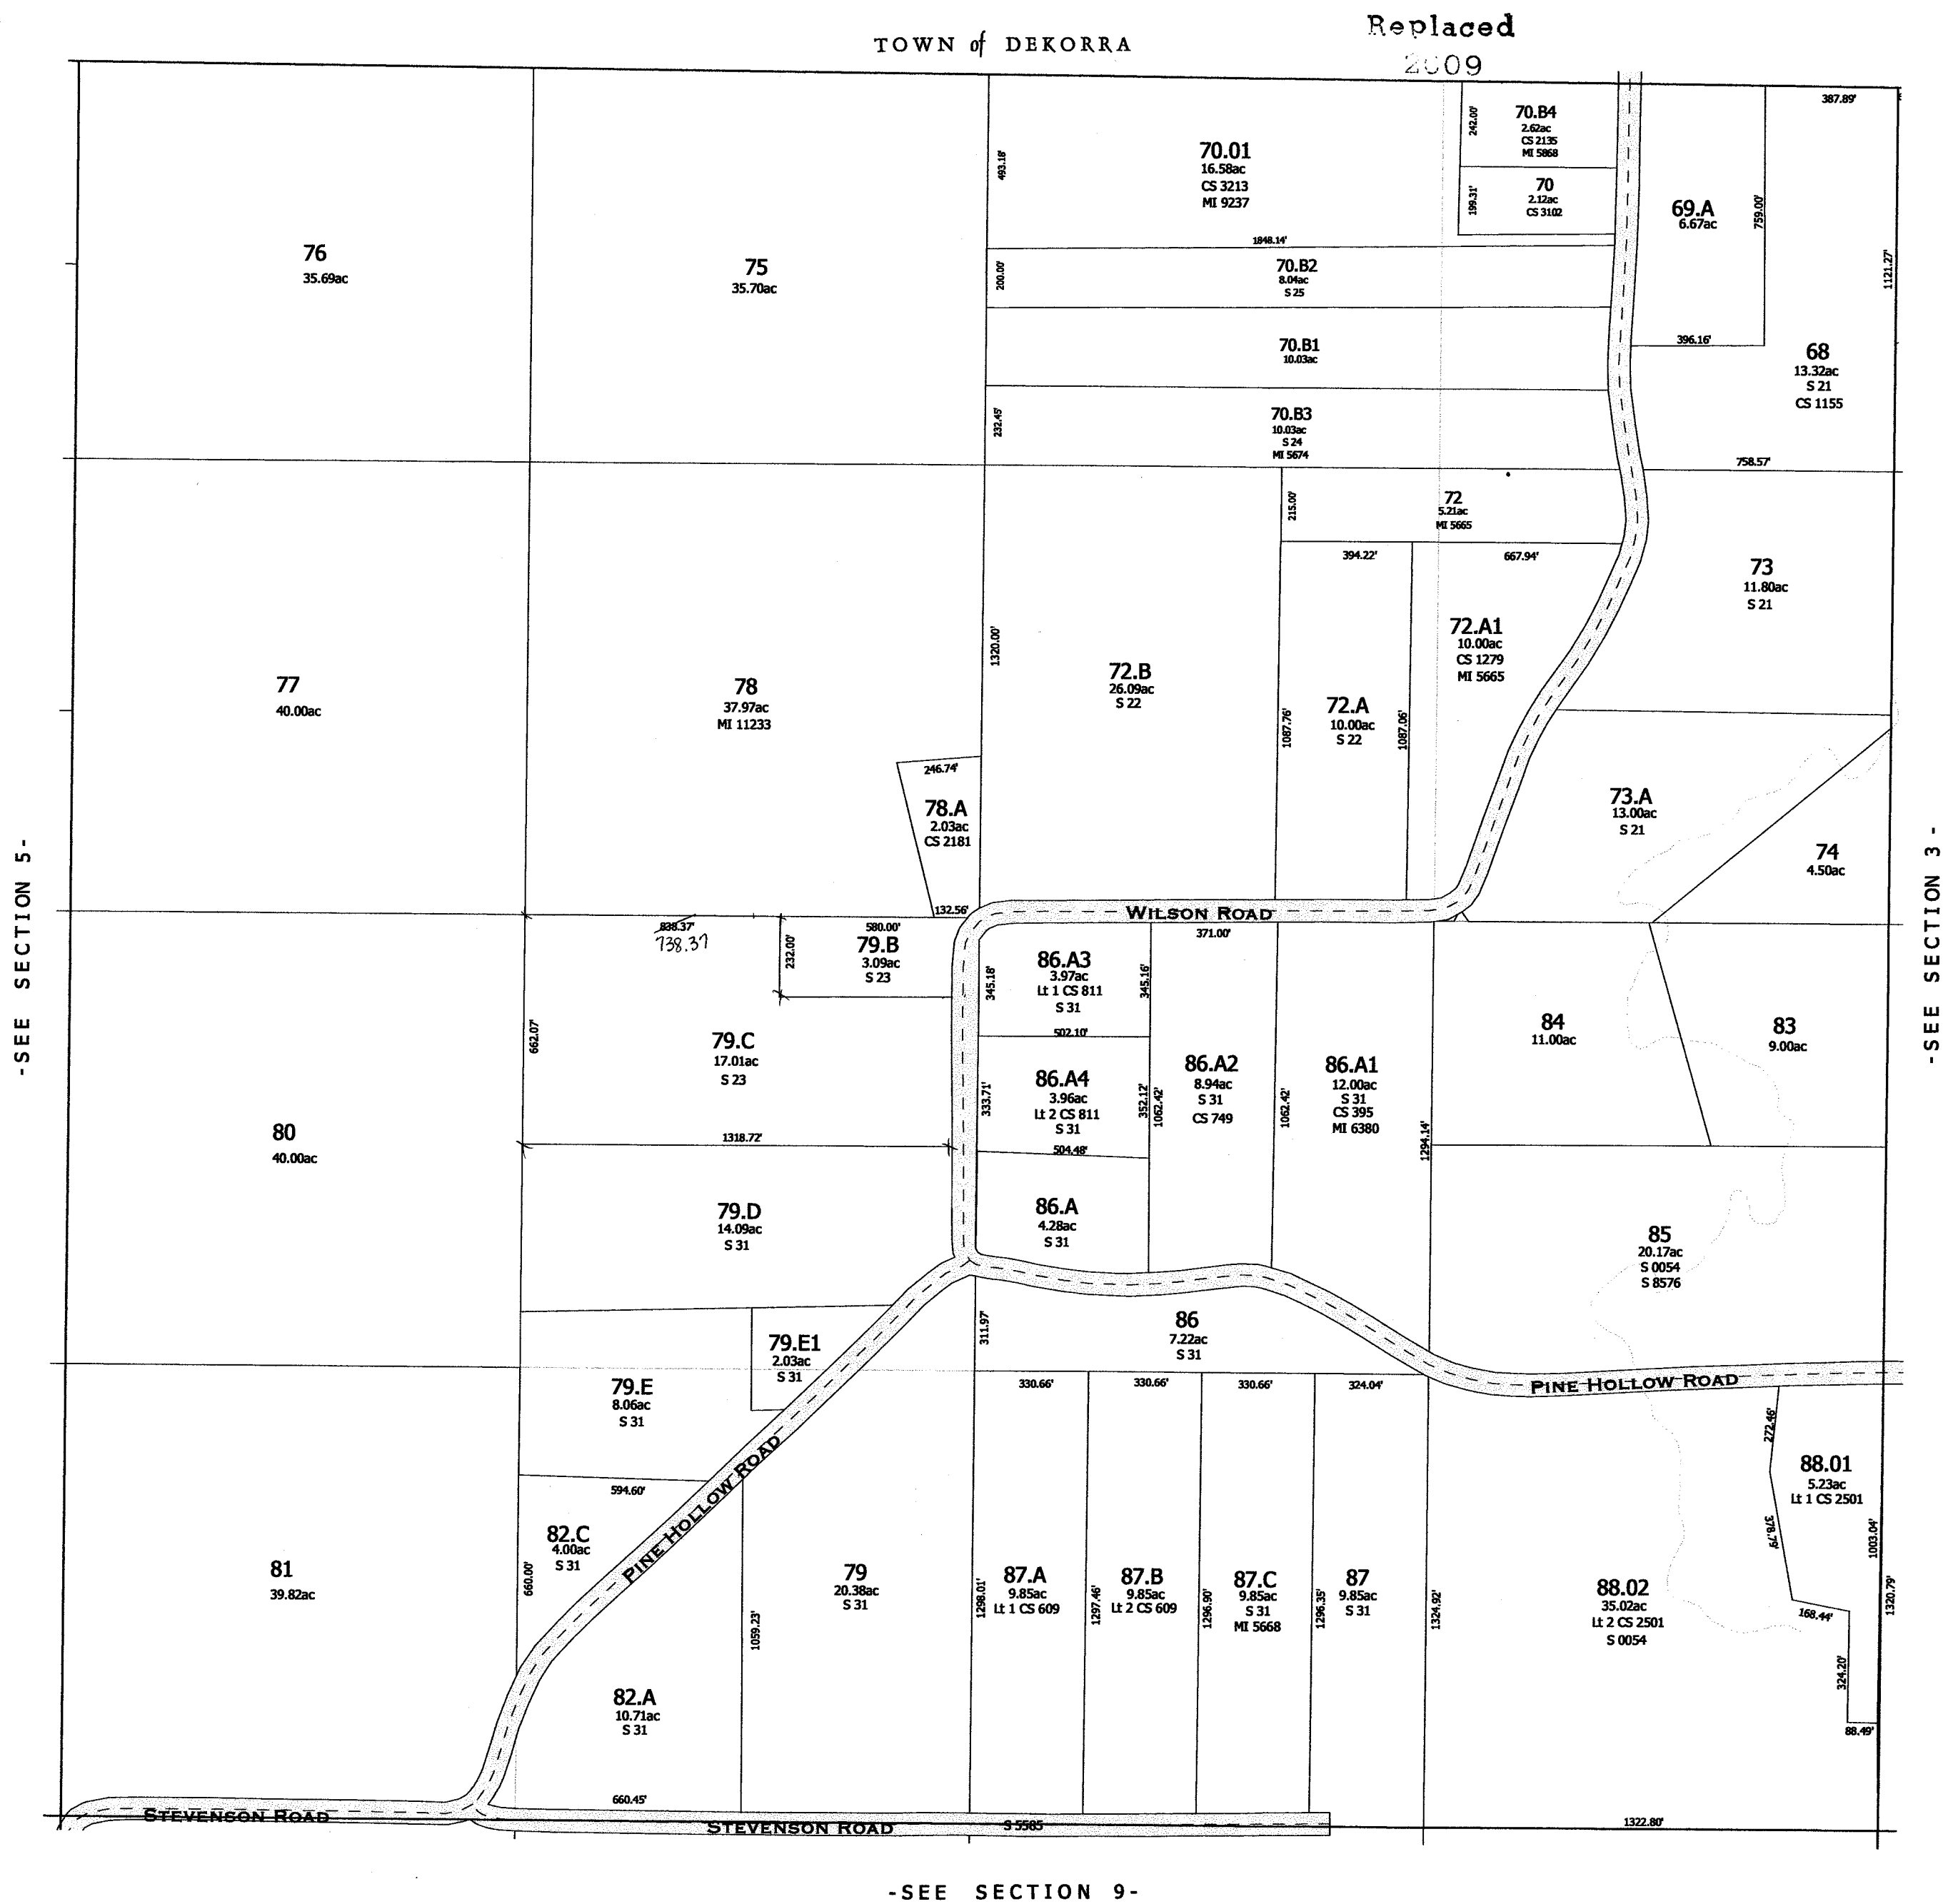 Replaced
2009
TOWN of DEKORRA
387.89'
242.00'
70.B4
2.62ac
CS 2135
MI 5868
70.01
16.58ac
CS 3213
MI 9237
493.18'
199.31'
70
2.12ac
CS 3102
69.A
6.67ac
759.00'
1848.14'
76
35.69ac
75
35.70ac
200.00'
70.B2
8.04ac
S 25
1121.27'
70.B1
10.03ac
396.16'
68
13.32ac
S 21
CS 1155
232.45'
70.B3
10.03ac
S 24
MI 5674
758.57'
215.00'
72
5.21ac
MI 5665
394.22'
667.94'
73
11.80ac
S 21
1320.00'
72.B
26.09ac
S 22
72.A1
10.00ac
CS 1279
MI 5665
77
40.00ac
78
37.97ac
MI 11233
1087.76'
72.A
10.00ac
S 22
1087.06'
246.74'
78.A
2.03ac
CS 2181
73.A
13.00ac
S 21
74
4.50ac
-SEE SECTION 5-
-SEE SECTION 3-
132.56'
WILSON ROAD
838.37'
738.37
580.00'
232.00'
79.B
3.09ac
S 23
371.00'
345.18'
86.A3
3.97ac
Lt 1 CS 811
S 31
345.16'
502.10'
662.07'
79.C
17.01ac
S 23
84
11.00ac
83
9.00ac
333.71'
86.A4
3.96ac
Lt 2 CS 811
S 31
352.12'
1062.42'
86.A2
8.94ac
S 31
CS 749
1062.42'
86.A1
12.00ac
S 31
CS 395
MI 6380
1294.14'
80
40.00ac
1318.72'
504.48'
79.D
14.09ac
S 31
86.A
4.28ac
S 31
85
20.17ac
S 0054
S 8576
311.97'
86
7.22ac
S 31
79.E1
2.03ac
S 31
79.E
8.06ac
S 31
330.66'
330.66'
330.66'
324.04'
PINE HOLLOW ROAD
272.46'
PINE HOLLOW ROAD
594.60'
88.01
5.23ac
Lt 1 CS 2501
378.79'
1003.04'
82.C
4.00ac
S 31
660.00'
81
39.82ac
79
20.38ac
S 31
1059.23'
1298.01'
87.A
9.85ac
Lt 1 CS 609
1297.46'
87.B
9.85ac
Lt 2 CS 609
1296.90'
87.C
9.85ac
S 31
MI 5668
1296.35'
87
9.85ac
S 31
1324.92'
88.02
35.02ac
Lt 2 CS 2501
S 0054
168.44'
1320.79'
324.20'
88.49'
82.A
10.71ac
S 31
660.45'
STEVENSON ROAD
STEVENSON ROAD
S 5585
1322.80'
-SEE SECTION 9-